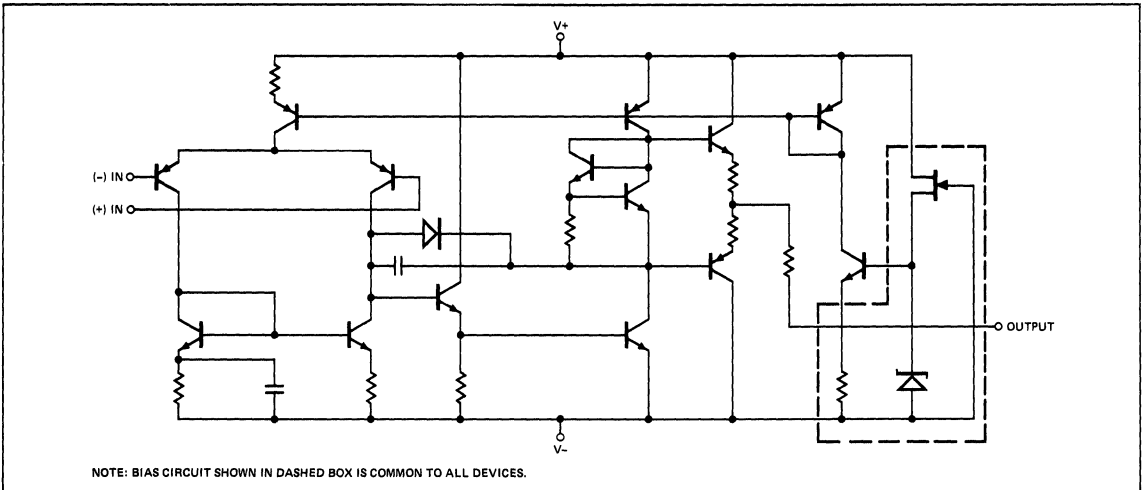 V+
(-) IN
(+) IN
OUTPUT
V-
NOTE: BIAS CIRCUIT SHOWN IN DASHED BOX IS COMMON TO ALL DEVICES.